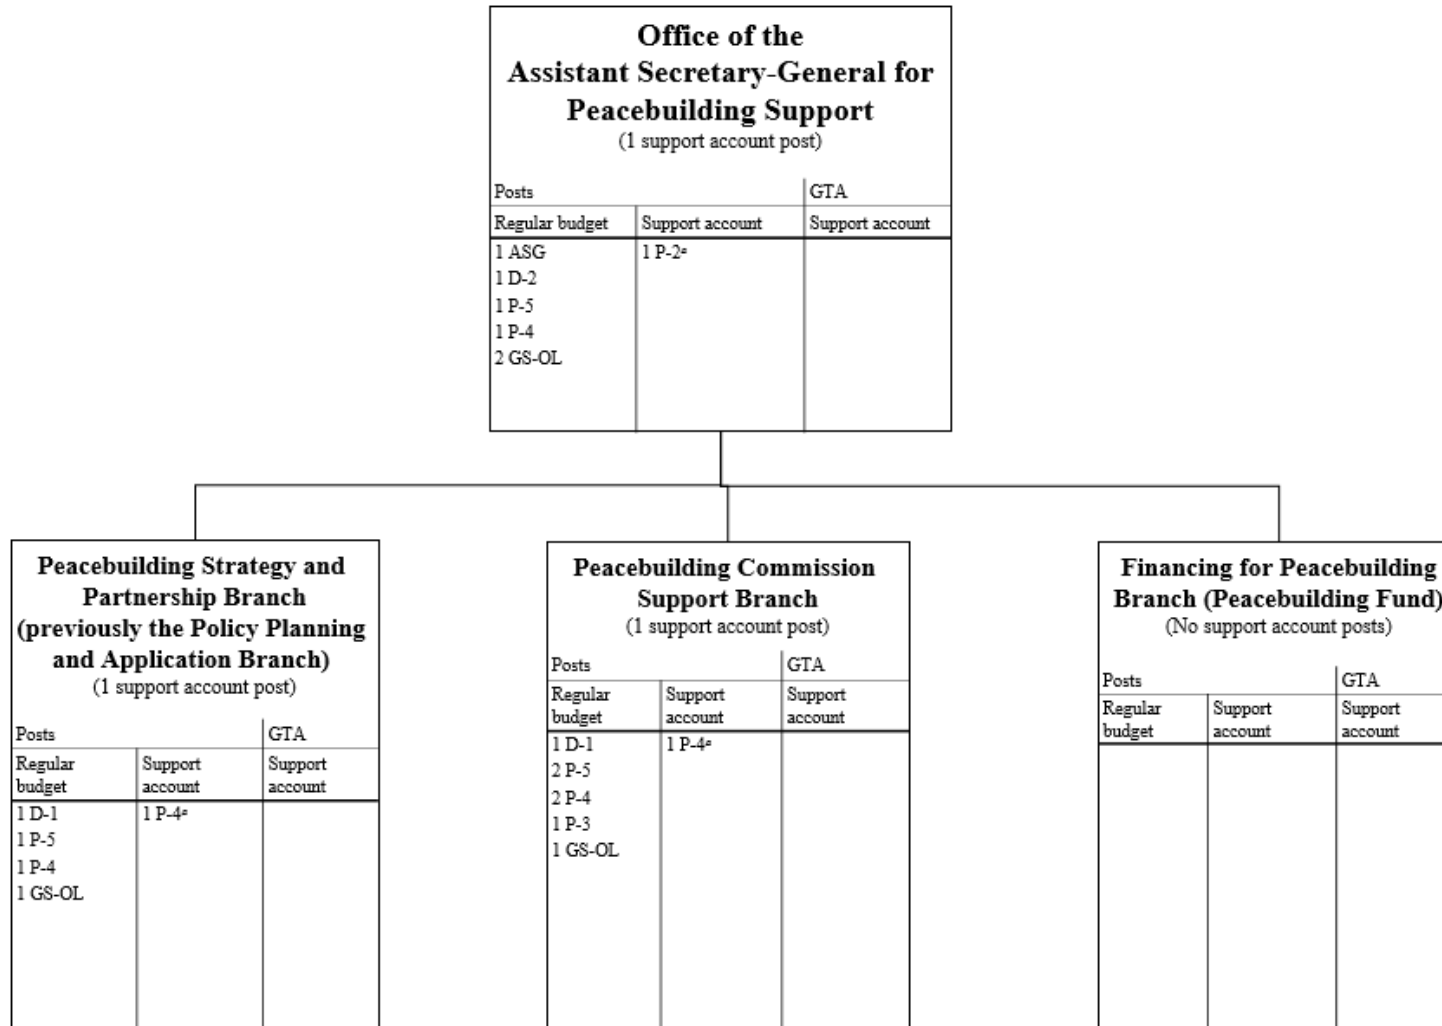 Office of the
Assistant Secretary-General for
Peacebuilding Support
(1 support account post)
Posts GTA
Regular budget Support account Support account
1 ASG 1 P-2ᵃ
1 D-2
1 P-5
1 P-4
2 GS-OL
Peacebuilding Strategy and
Partnership Branch
(previously the Policy Planning
and Application Branch)
(1 support account post)
Posts GTA
Regular Support Support
budget account account
1 D-1 1 P-4ᵃ
1 P-5
1 P-4
1 GS-OL
Peacebuilding Commission
Support Branch
(1 support account post)
Posts GTA
Regular Support Support
budget account account
1 D-1 1 P-4ᵃ
2 P-5
2 P-4
1 P-3
1 GS-OL
Financing for Peacebuilding
Branch (Peacebuilding Fund)
(No support account posts)
Posts GTA
Regular Support Support
budget account account